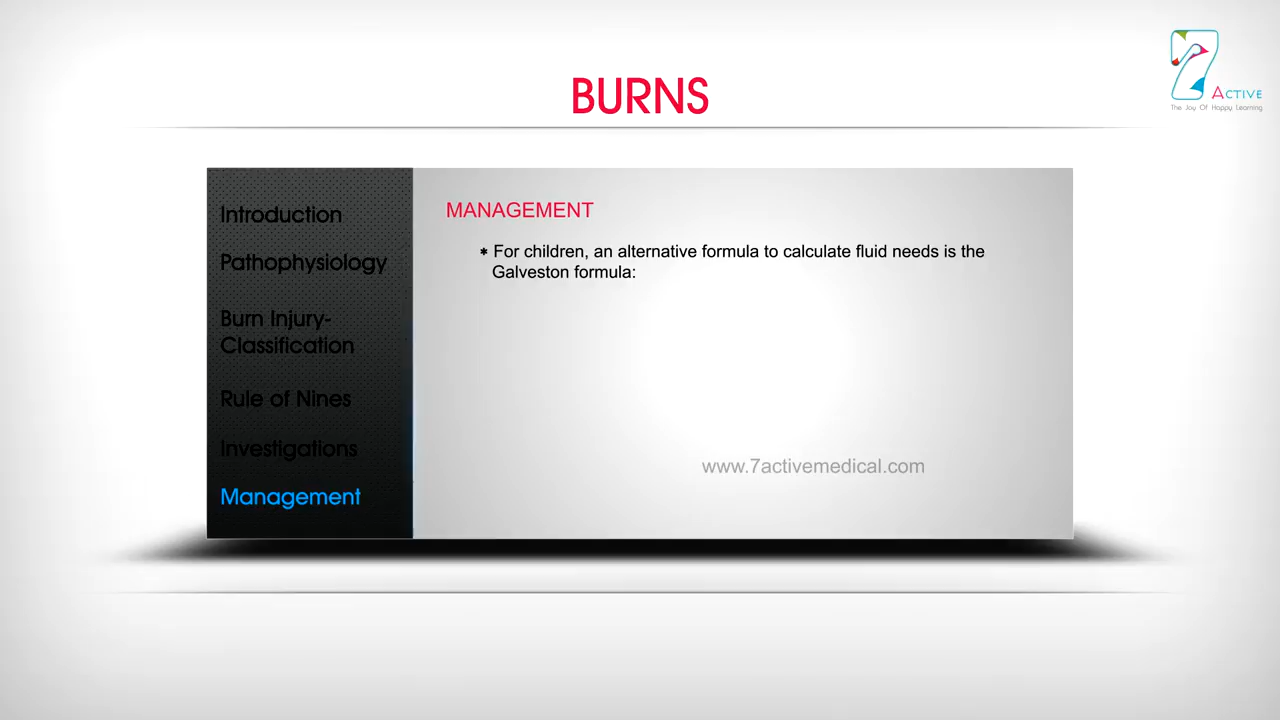 BURNS
7 ACTIVE
The Joy Of Happy Learning
Introduction
Pathophysiology
Burn Injury-
Classification
Rule of Nines
Investigations
Management
MANAGEMENT
* For children, an alternative formula to calculate fluid needs is the
Galveston formula:
www.7activemedical.com